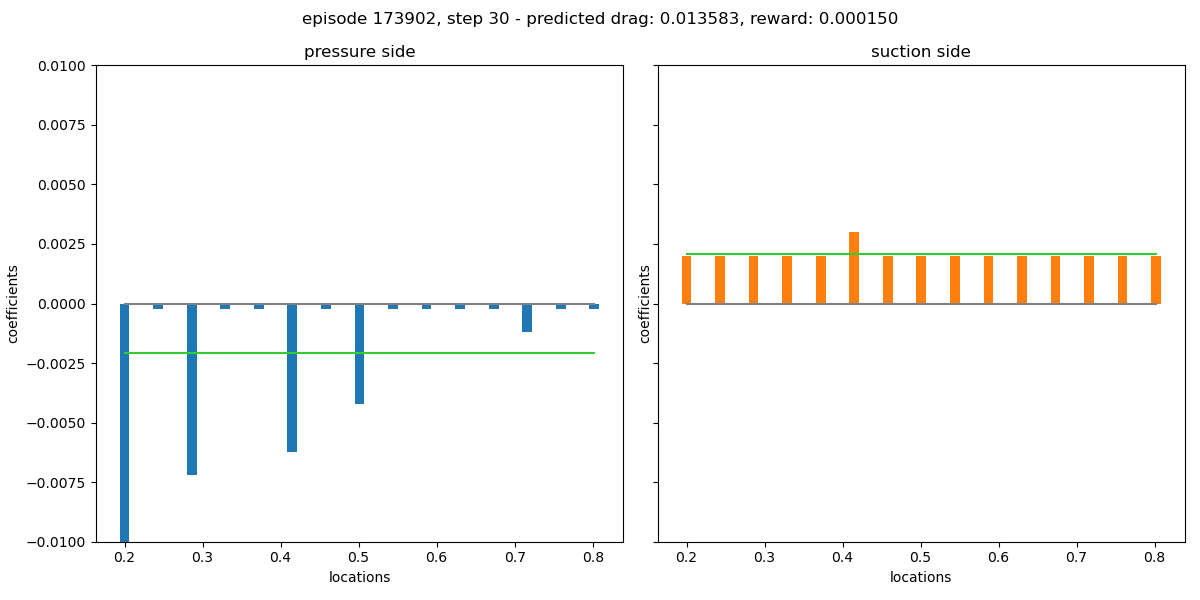 episode 173902, step 30 - predicted drag: 0.013583, reward: 0.000150
pressure side
suction side
0.0100
0.0075
0.0050
0.0025
0.0000
−0.0025
−0.0050
−0.0075
−0.0100
coefficients
coefficients
0.2 0.3 0.4 0.5 0.6 0.7 0.8
0.2 0.3 0.4 0.5 0.6 0.7 0.8
locations
locations